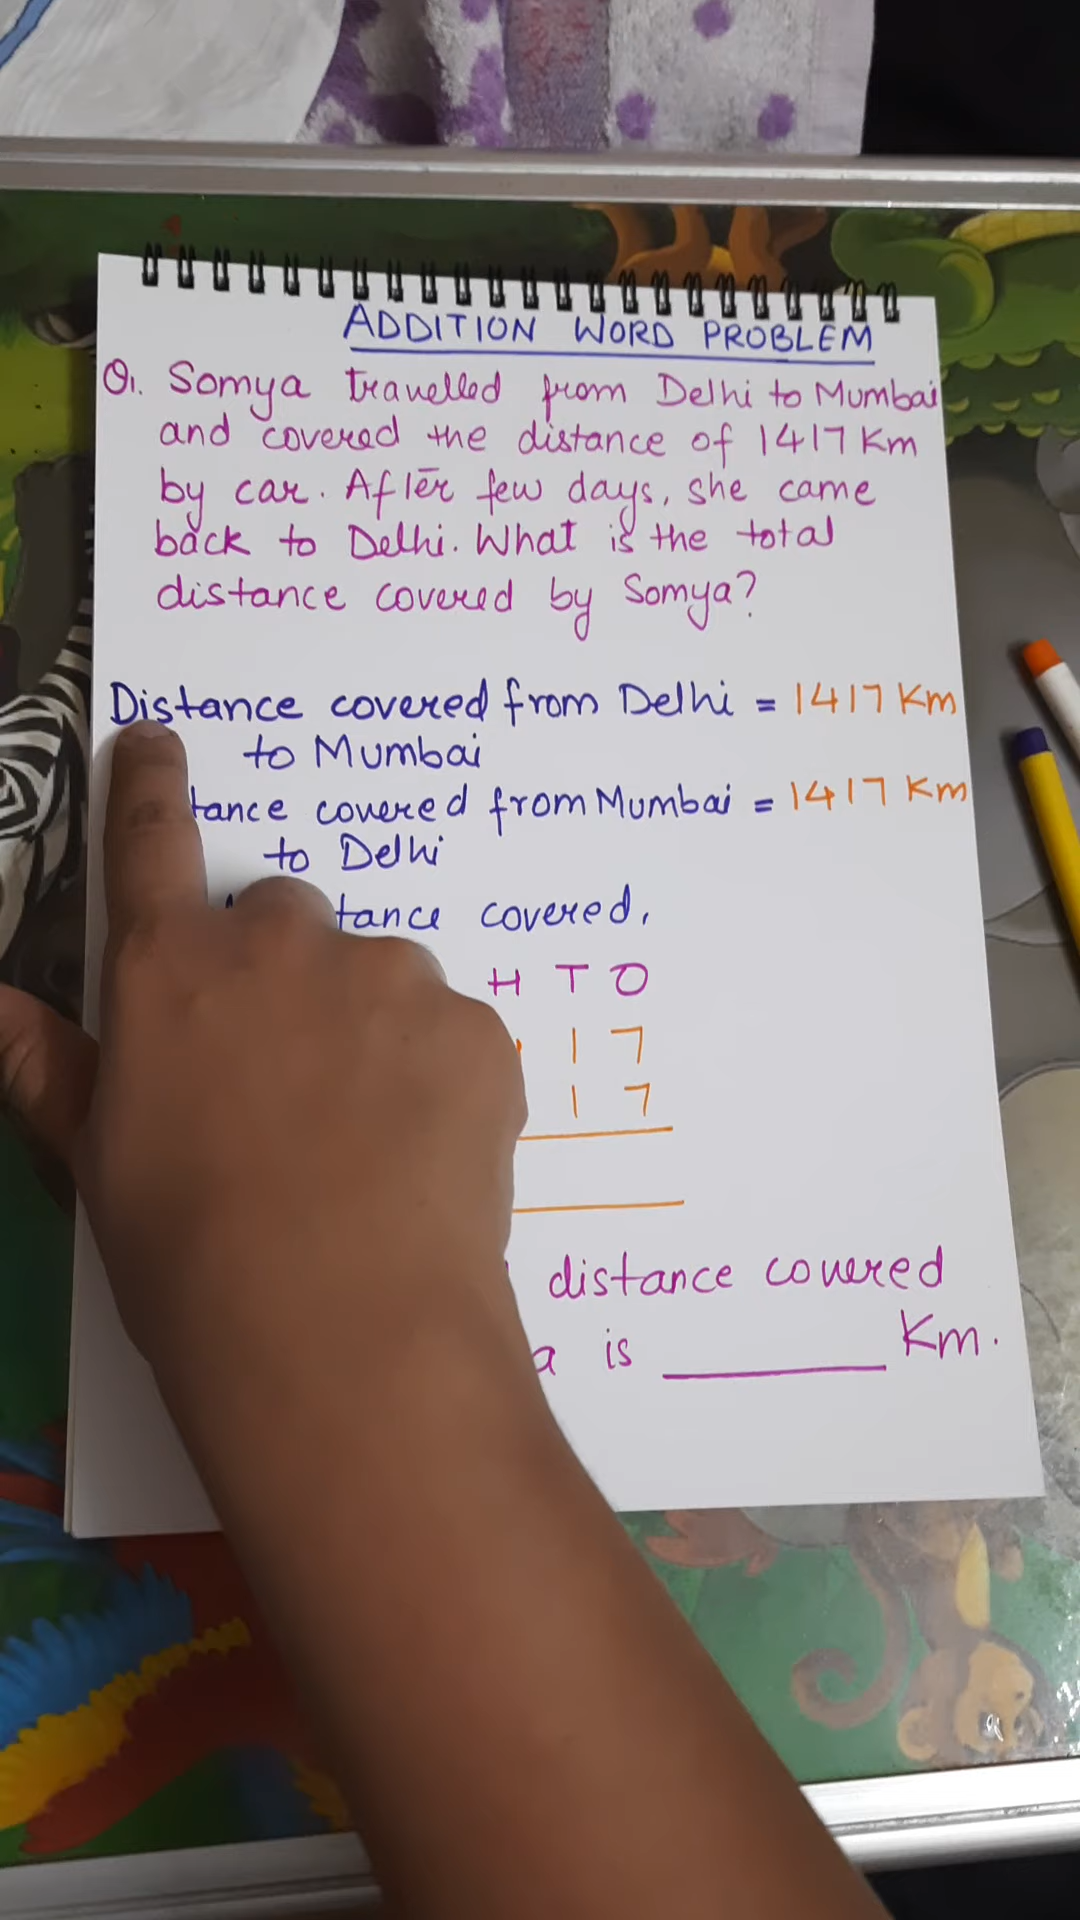 ADDITION WORD PROBLEM
Q1. Somya travelled from Delhi to Mumbai
and covered the distance of 1417 Km
by car. After few days, she came
back to Delhi. What is the total
distance covered by Somya?
Distance covered from Delhi = 1417 Km
to Mumbai
tance covered from Mumbai = 1417 Km
to Delhi
tance covered.
H T O
1 7
1 7
distance covered
a is ________ Km.